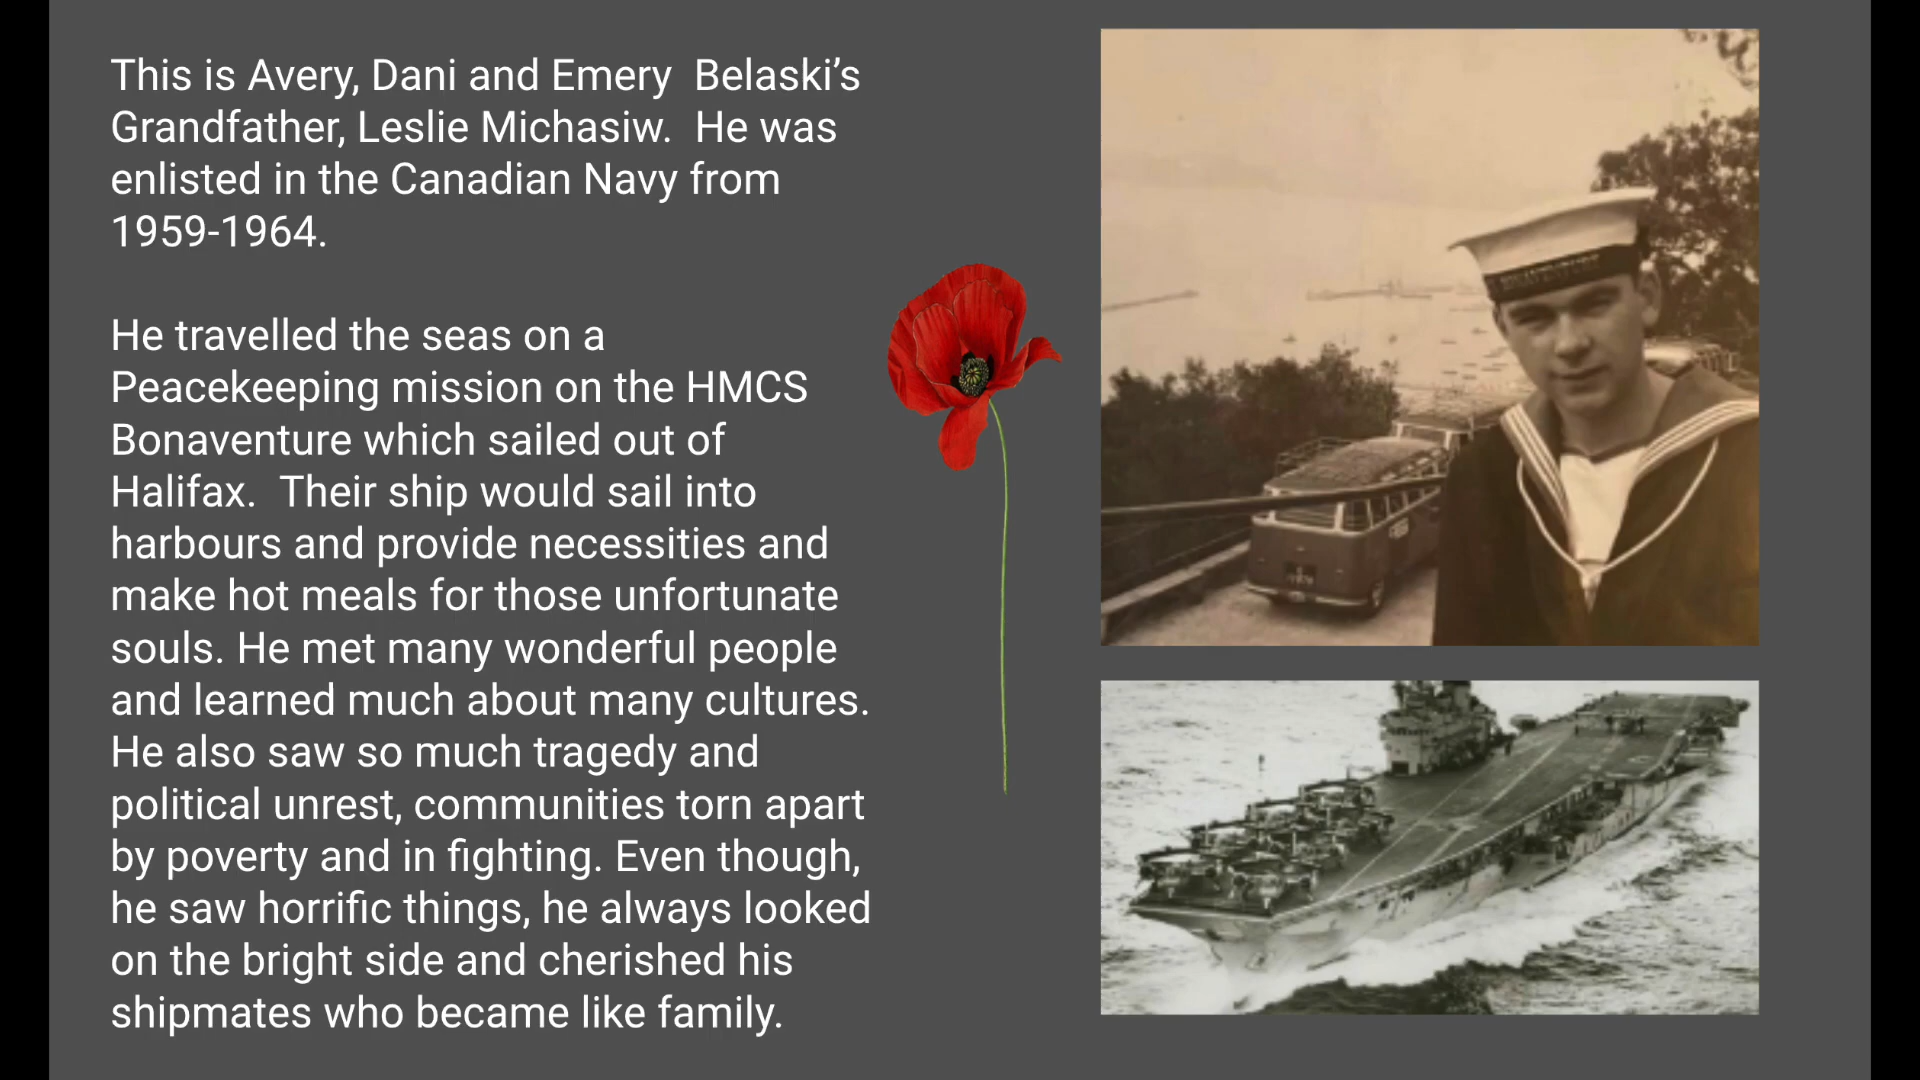 This is Avery, Dani and Emery  Belaski’s
Grandfather, Leslie Michasiw.  He was
enlisted in the Canadian Navy from
1959-1964.
He travelled the seas on a
Peacekeeping mission on the HMCS
Bonaventure which sailed out of
Halifax.  Their ship would sail into
harbours and provide necessities and
make hot meals for those unfortunate
souls. He met many wonderful people
and learned much about many cultures.
He also saw so much tragedy and
political unrest, communities torn apart
by poverty and in fighting. Even though,
he saw horrific things, he always looked
on the bright side and cherished his
shipmates who became like family.